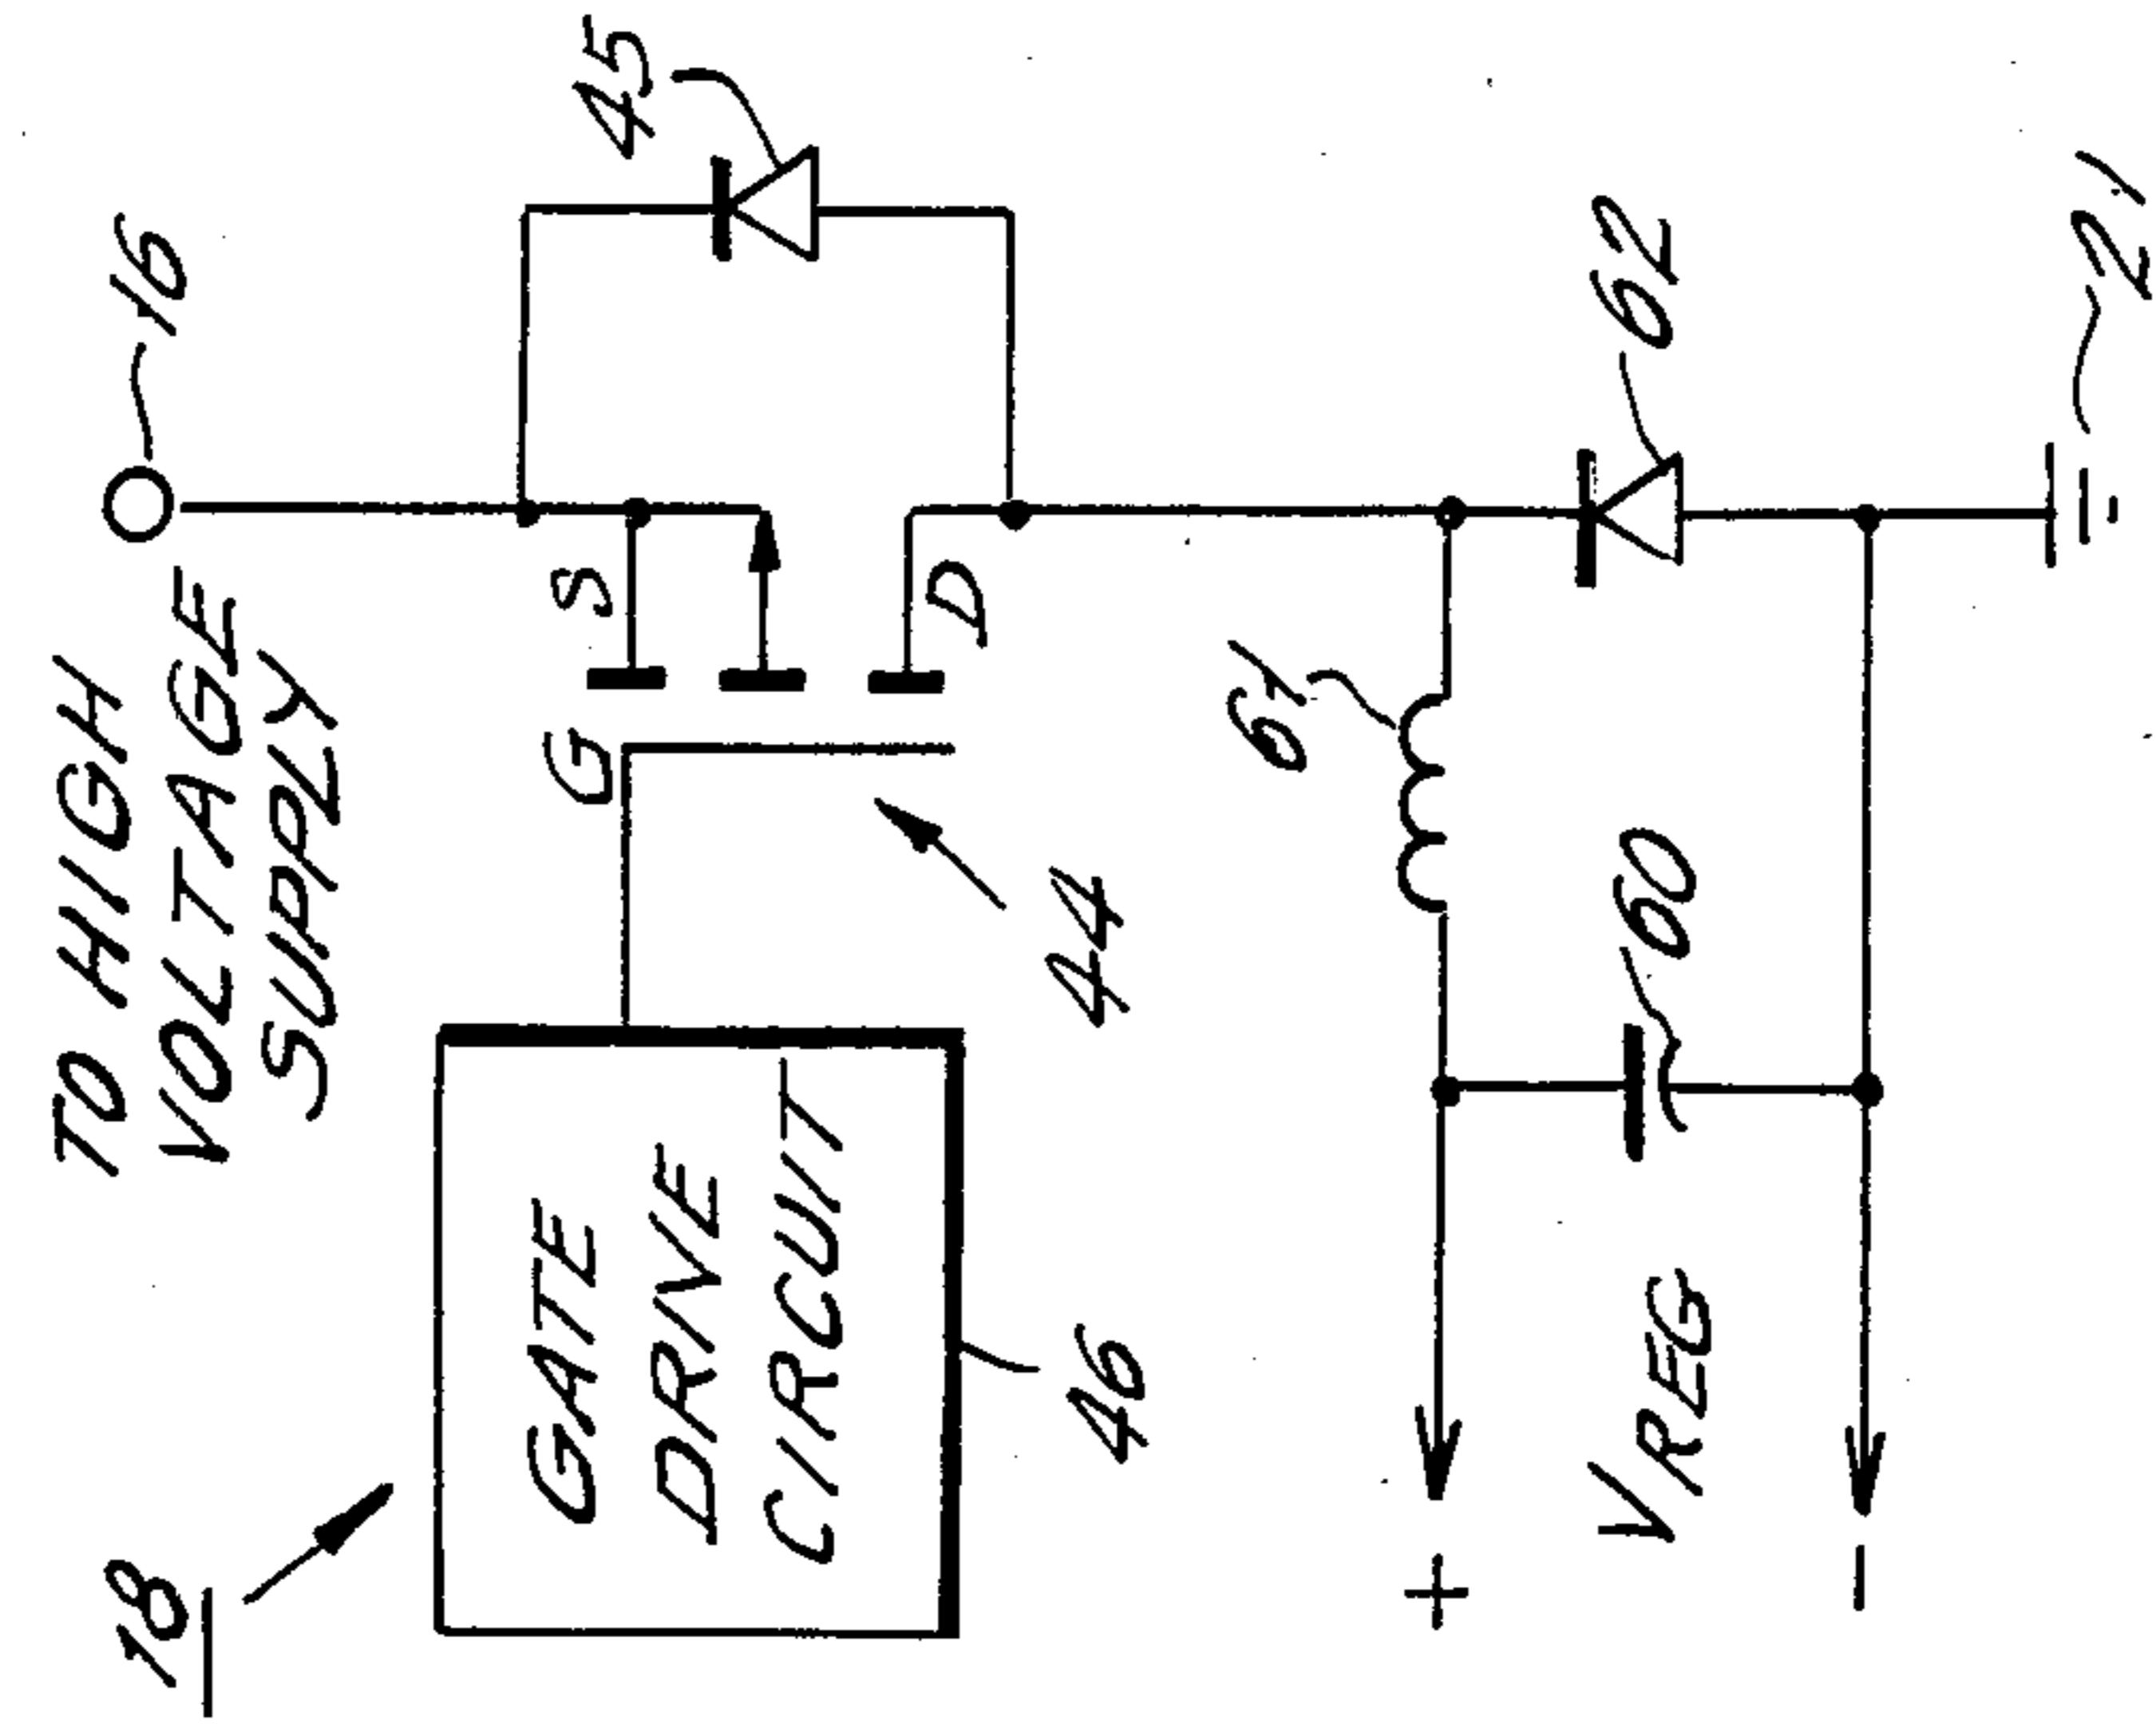 18
TO HIGH
VOLTAGE
SUPPLY
16
GATE
DRIVE
CIRCUIT
G
S
D
45
46
44
61
+
VREG
−
60
62
21